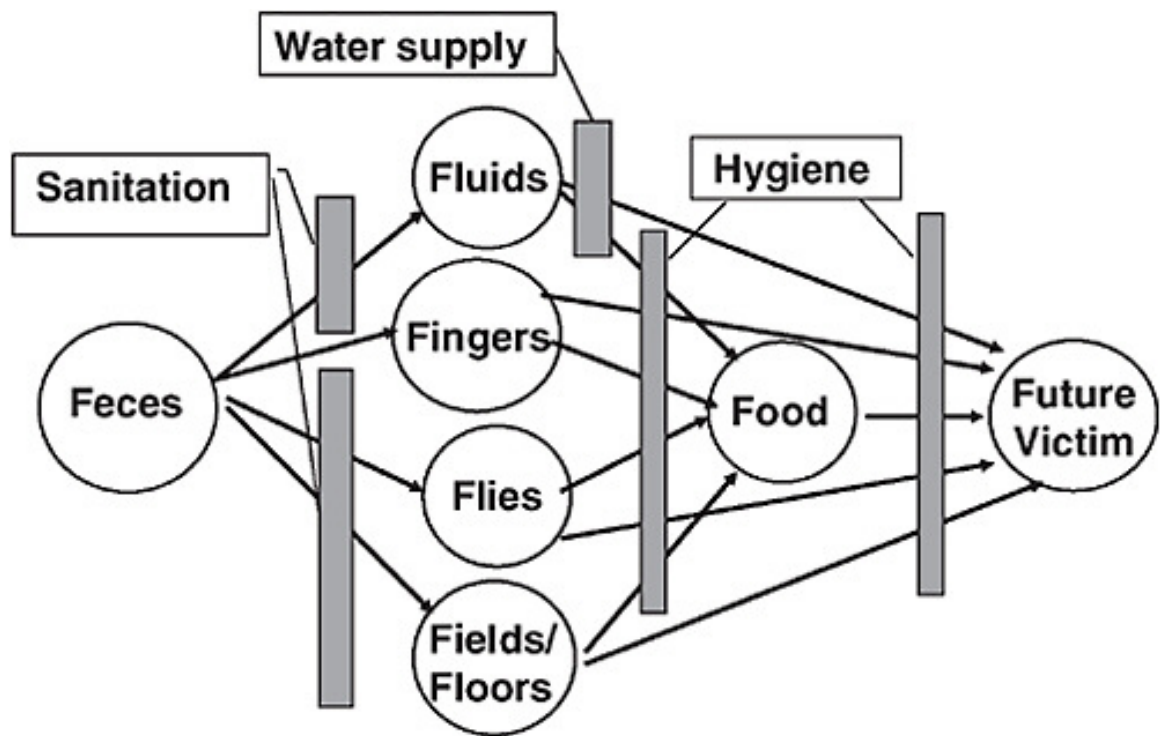 Water supply
Sanitation
Hygiene
Fluids
Fingers
Feces
Food
Future
Victim
Flies
Fields/
Floors